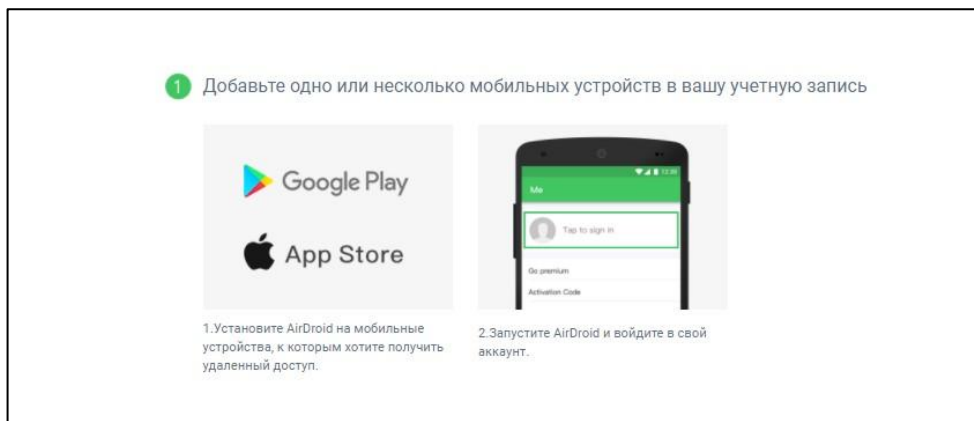 1 Добавьте одно или несколько мобильных устройств в вашу учетную запись
Google Play
App Store
12:30
Me
Tap to sign in
Go premium
Activation Code
1.Установите AirDroid на мобильные
устройства, к которым хотите получить
удаленный доступ.
2.Запустите AirDroid и войдите в свой
аккаунт.